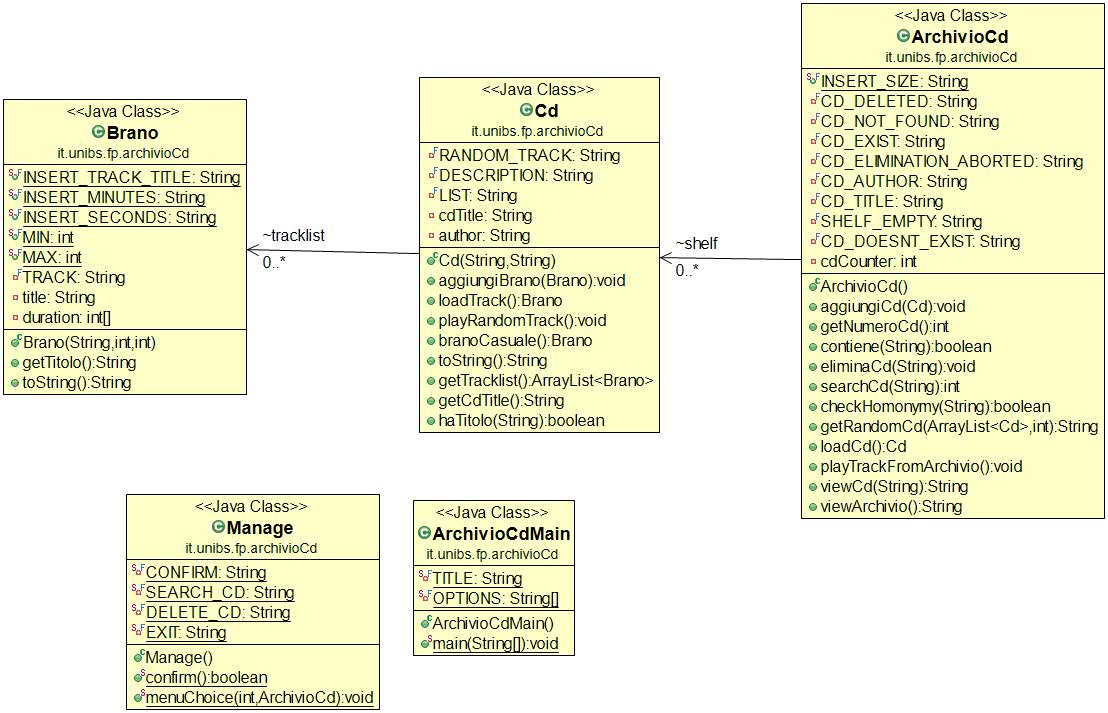 <<Java Class>>
Brano
it.unibs.fp.archivioCd
INSERT_TRACK_TITLE: String
INSERT_MINUTES: String
INSERT_SECONDS: String
MIN: int
MAX: int
TRACK: String
title: String
duration: int[]
Brano(String,int,int)
getTitolo():String
toString():String
~tracklist
0..*
<<Java Class>>
Cd
it.unibs.fp.archivioCd
RANDOM_TRACK: String
DESCRIPTION: String
LIST: String
cdTitle: String
author: String
Cd(String,String)
aggiungiBrano(Brano):void
loadTrack():Brano
playRandomTrack():void
branoCasuale():Brano
toString():String
getTracklist():ArrayList<Brano>
getCdTitle():String
haTitolo(String):boolean
~shelf
0..*
<<Java Class>>
ArchivioCd
it.unibs.fp.archivioCd
INSERT_SIZE: String
CD_DELETED: String
CD_NOT_FOUND: String
CD_EXIST: String
CD_ELIMINATION_ABORTED: String
CD_AUTHOR: String
CD_TITLE: String
SHELF_EMPTY: String
CD_DOESNT_EXIST: String
cdCounter: int
ArchivioCd()
aggiungiCd(Cd):void
getNumeroCd():int
contiene(String):boolean
eliminaCd(String):void
searchCd(String):int
checkHomonymy(String):boolean
getRandomCd(ArrayList<Cd>,int):String
loadCd():Cd
playTrackFromArchivio():void
viewCd(String):String
viewArchivio():String
<<Java Class>>
Manage
it.unibs.fp.archivioCd
CONFIRM: String
SEARCH_CD: String
DELETE_CD: String
EXIT: String
Manage()
confirm():boolean
menuChoice(int,ArchivioCd):void
<<Java Class>>
ArchivioCdMain
it.unibs.fp.archivioCd
TITLE: String
OPTIONS: String[]
ArchivioCdMain()
main(String[]):void